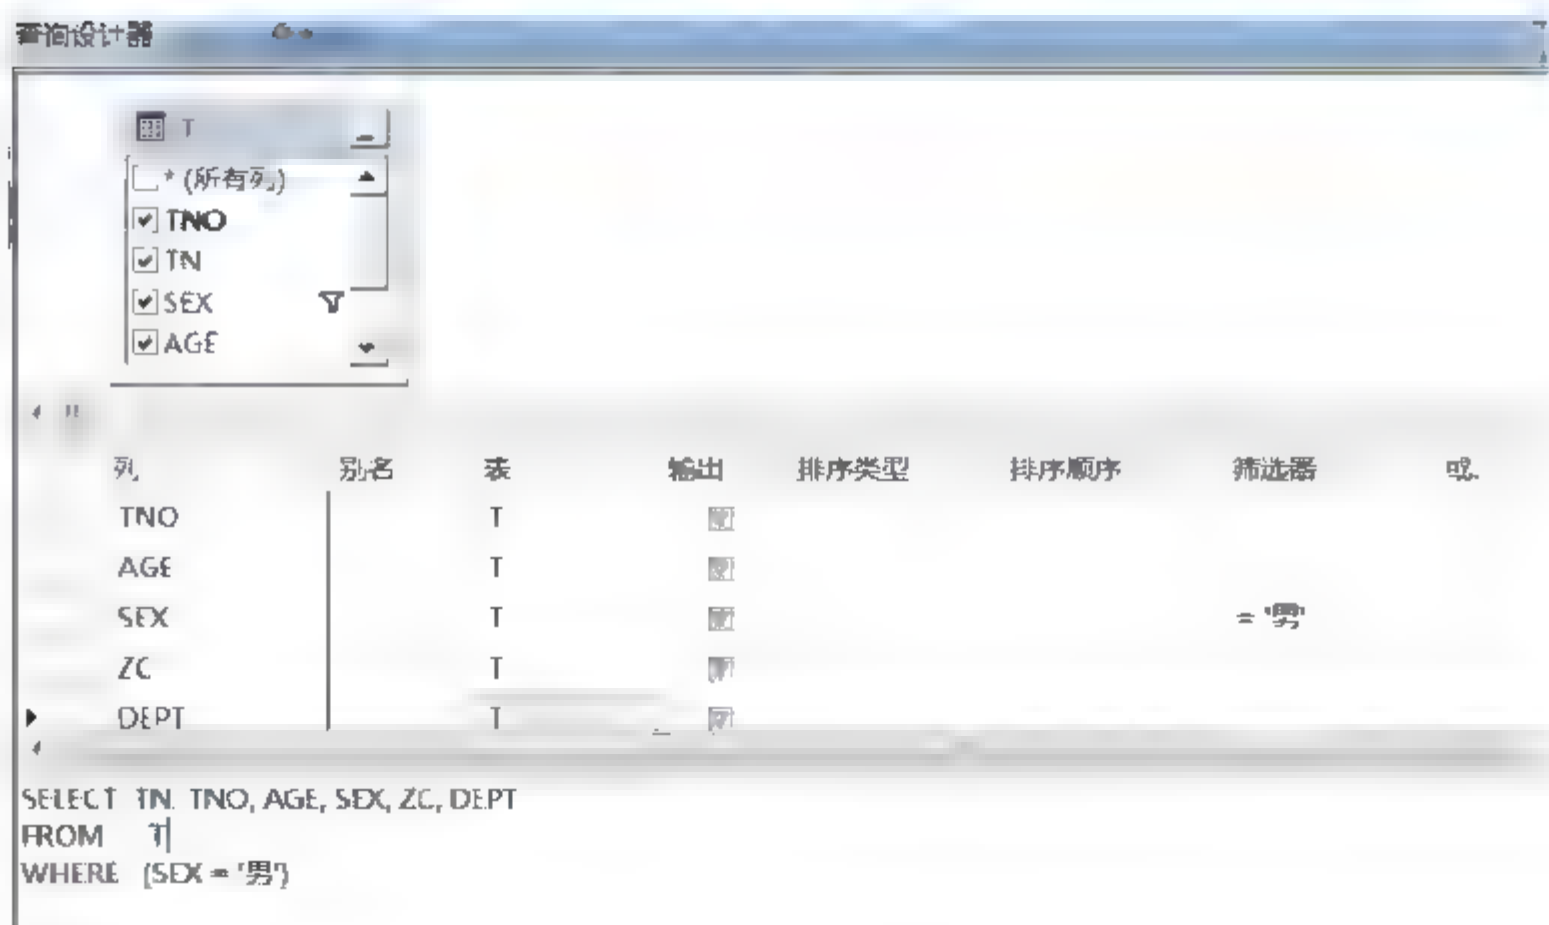 查询设计器
T
* (所有列)
TNO
TN
SEX
AGE
列 别名 表 输出 排序类型 排序顺序 筛选器 或.
TNO T
AGE T
SEX T = '男'
ZC T
DEPT T
SELECT TN, TNO, AGE, SEX, ZC, DEPT
FROM T
WHERE (SEX = '男')